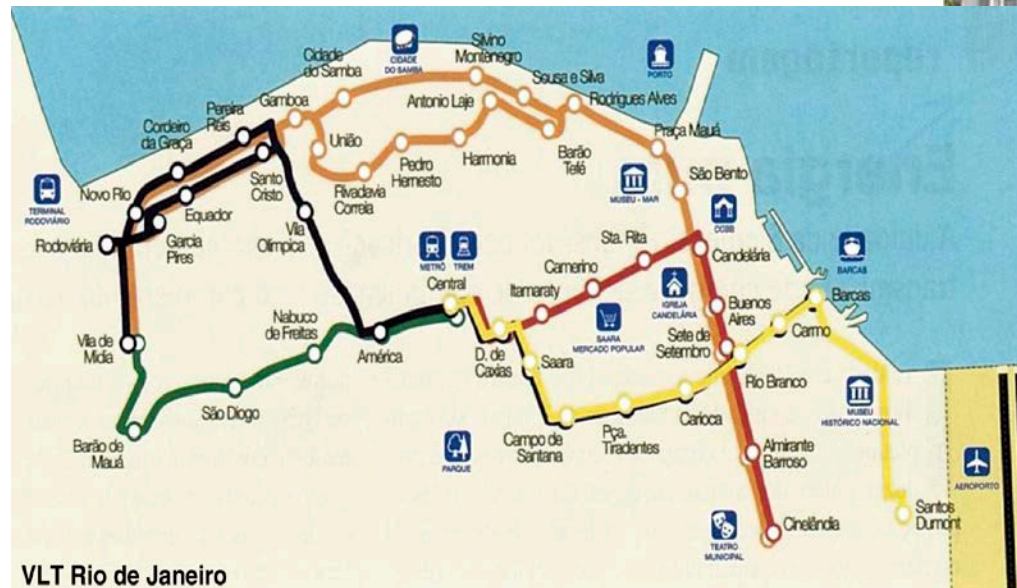 CIDADE
DO SAMBA
Silvino
Montenegro
Cidade
do Samba
Sousa e Silva
PORTO
Gamboa
Antonio Laje
Rodrigues Alves
Pereira
Réis
Cordeiro
da Graça
União
Praça Mauá
Pedro
Hernesto
Harmonia
Barão
Tefé
Santo
Cristo
Rivadavia
Correia
São Bento
MUSEU - MAR
TERMINAL
RODOVIÁRIO
Novo Rio
Equador
Garcia
Pires
Rodoviária
Vila
Olímpica
CCBB
Sta. Rita
Candelária
METRÔ
TREM
BARCAS
Camerino
Central
Itamaraty
IGREJA
CANDELÁRIA
Buenos
Aires
Barcas
Nabuco
de Freitas
SAARA
MERCADO POPULAR
Sete de
Setembro
Carmo
Vila de
Midia
América
D. de
Caxias
Saara
Rio Branco
São Diogo
Carioca
MUSEU
HISTÓRICO NACIONAL
Barão de
Mauá
Campo de
Santana
Pça.
Tiradentes
PARQUE
Almirante
Barroso
AEROPORTO
Santos
Dumont
Cinelândia
TEATRO
MUNICIPAL
VLT Rio de Janeiro